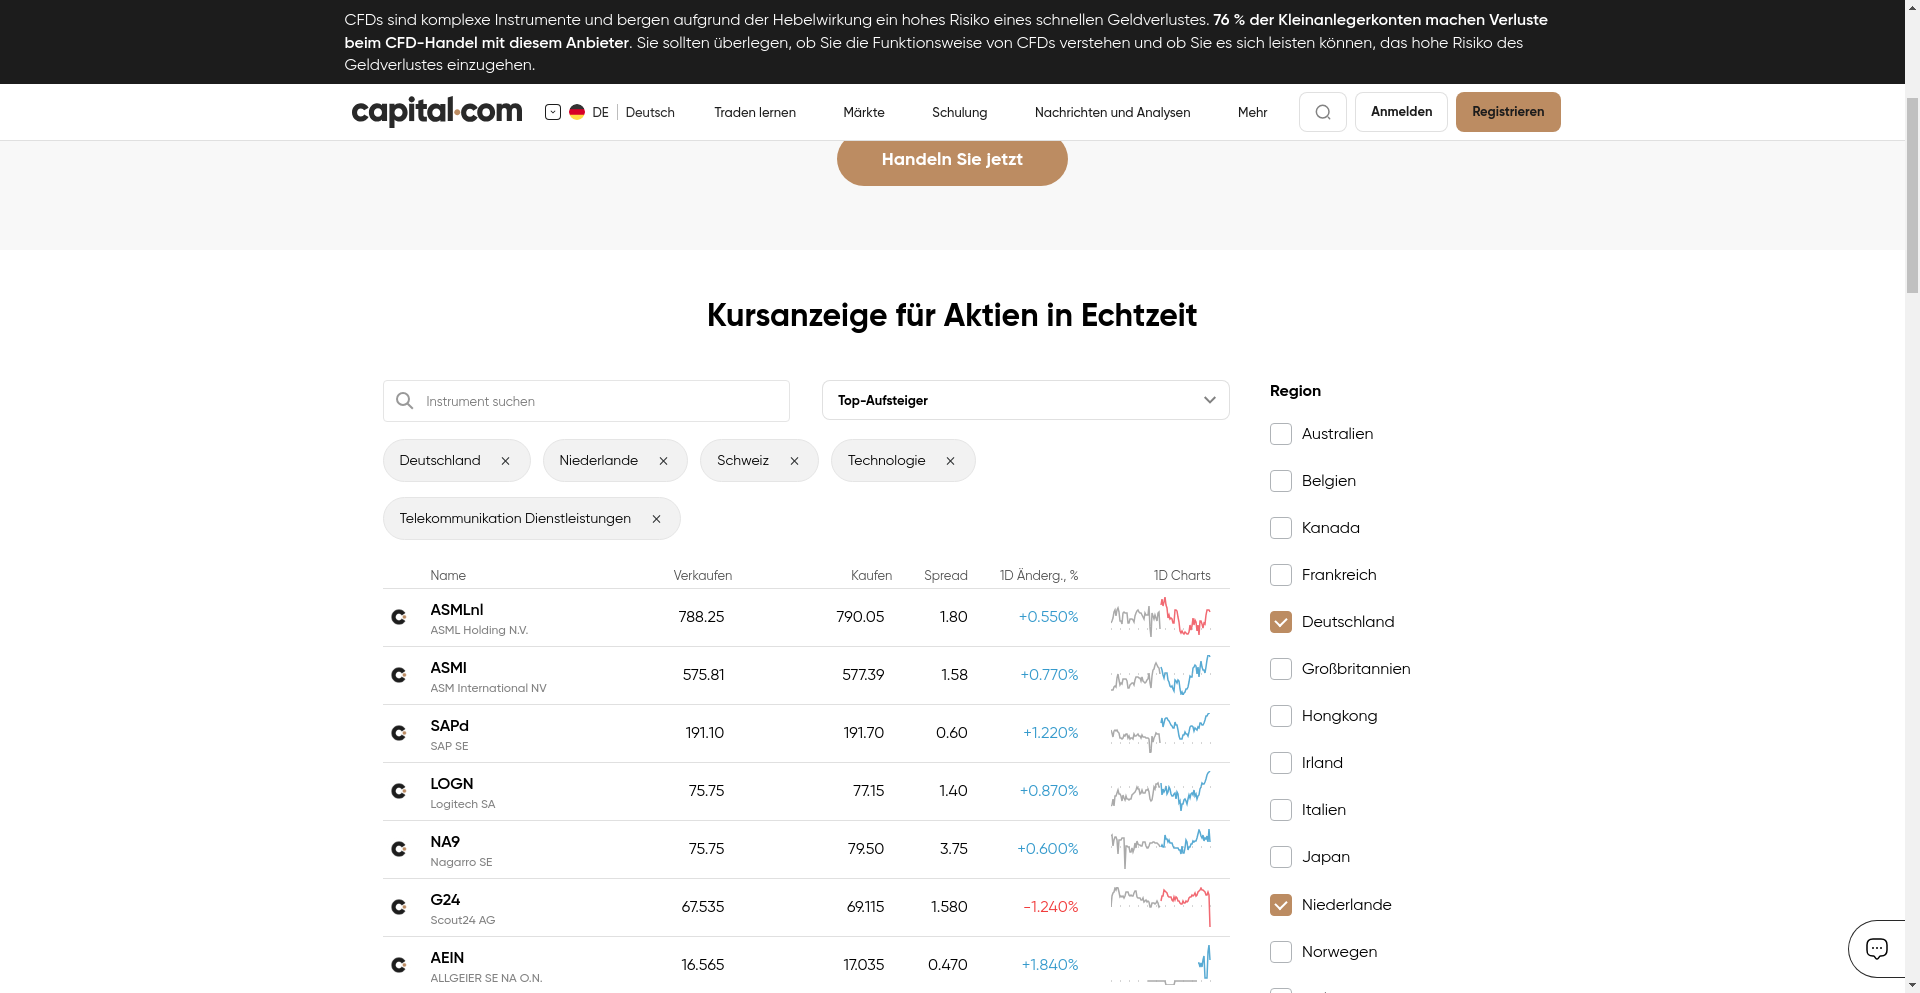 CFDs sind komplexe Instrumente und bergen aufgrund der Hebelwirkung ein hohes Risiko eines schnellen Geldverlustes. 76 % der Kleinanlegerkonten machen Verluste
beim CFD-Handel mit diesem Anbieter. Sie sollten überlegen, ob Sie die Funktionsweise von CFDs verstehen und ob Sie es sich leisten können, das hohe Risiko des
Geldverlustes einzugehen.
capital.com DE Deutsch Traden lernen Märkte Schulung Nachrichten und Analysen Mehr Anmelden Registrieren
Handeln Sie jetzt
Kursanzeige für Aktien in Echtzeit
Instrument suchen
Top-Aufsteiger
Deutschland
Niederlande
Schweiz
Technologie
Telekommunikation Dienstleistungen
Name Verkaufen Kaufen Spread 1D Änderg., % 1D Charts
ASMLnl 788.25 790.05 1.80 +0.550%
ASML Holding N.V.
ASMI 575.81 577.39 1.58 +0.770%
ASM International NV
SAPd 191.10 191.70 0.60 +1.220%
SAP SE
LOGN 75.75 77.15 1.40 +0.870%
Logitech SA
NA9 75.75 79.50 3.75 +0.600%
Nagarro SE
G24 67.535 69.115 1.580 -1.240%
Scout24 AG
AEIN 16.565 17.035 0.470 +1.840%
ALLGEIER SE NA O.N.
Region
Australien
Belgien
Kanada
Frankreich
Deutschland
Großbritannien
Hongkong
Irland
Italien
Japan
Niederlande
Norwegen